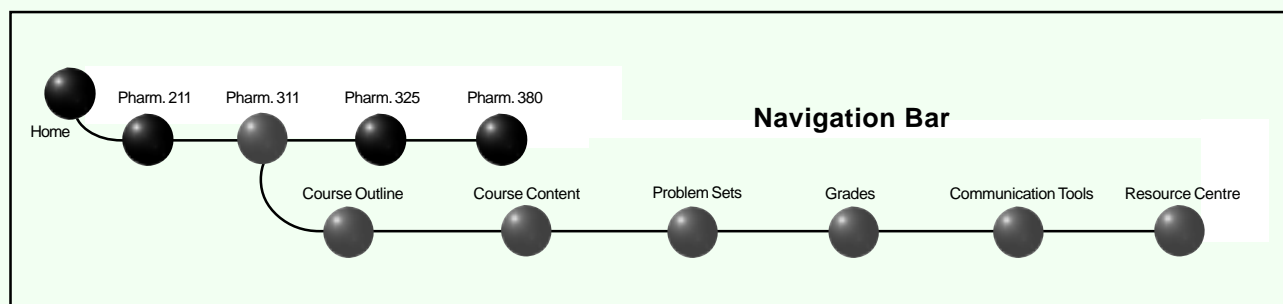 Pharm. 211
Pharm. 311
Pharm. 325
Pharm. 380
Home
Navigation Bar
Course Outline
Course Content
Problem Sets
Grades
Communication Tools
Resource Centre